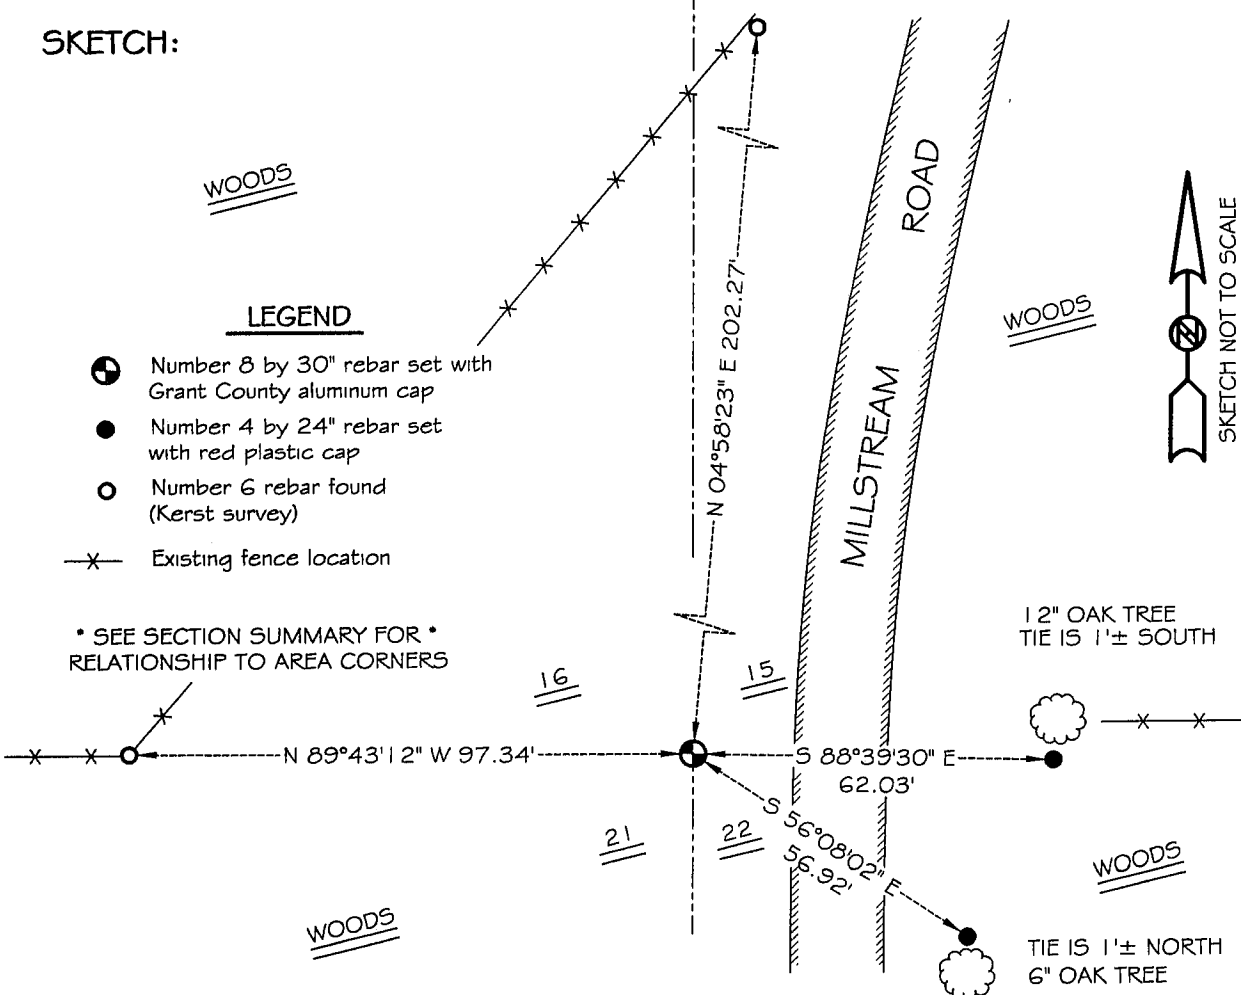 SKETCH:
WOODS
ROAD
SKETCH NOT TO SCALE
N
WOODS
LEGEND
Number 8 by 30" rebar set with
Grant County aluminum cap
Number 4 by 24" rebar set
with red plastic cap
Number 6 rebar found
(Kerst survey)
Existing fence location
N 04°58'23" E 202.27'
MILLSTREAM
* SEE SECTION SUMMARY FOR *
RELATIONSHIP TO AREA CORNERS
12" OAK TREE
TIE IS 1'± SOUTH
16
15
N 89°43'12" W 97.34'
S 88°39'30" E
62.03'
21
22
S 56°08'02" E
56.92'
WOODS
WOODS
TIE IS 1'± NORTH
6" OAK TREE